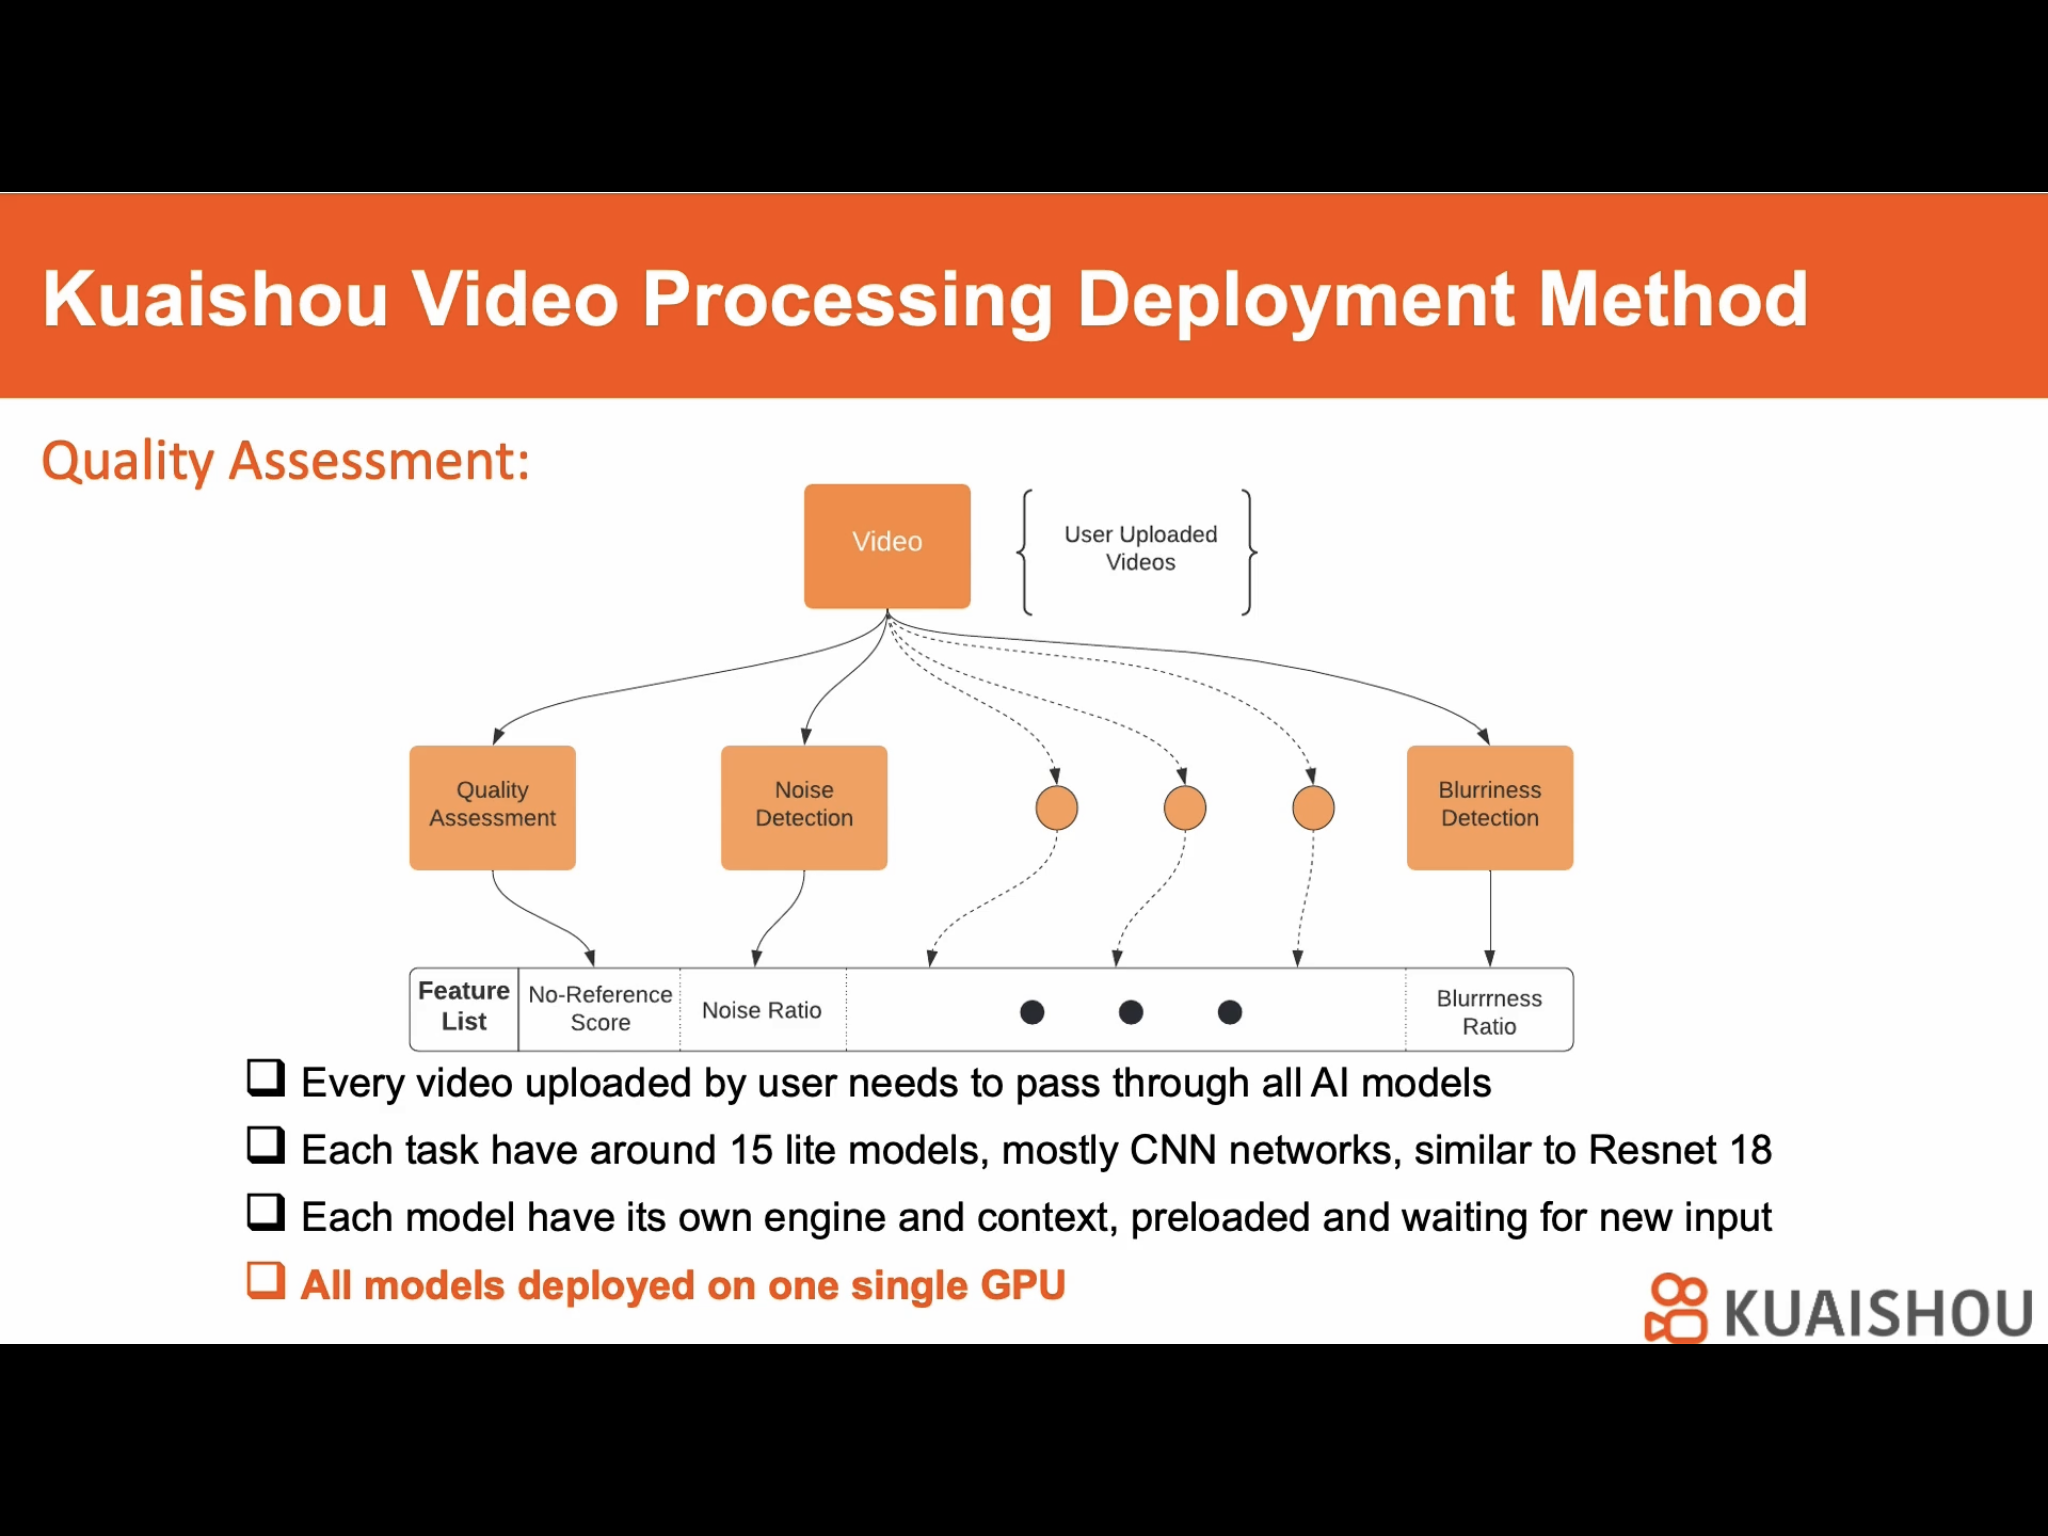 Kuaishou Video Processing Deployment Method
Quality Assessment:
Video
User Uploaded
Videos
Quality
Assessment
Noise
Detection
Blurriness
Detection
Feature
List
No-Reference
Score
Noise Ratio
Blurrrness
Ratio
Every video uploaded by user needs to pass through all AI models
Each task have around 15 lite models, mostly CNN networks, similar to Resnet 18
Each model have its own engine and context, preloaded and waiting for new input
All models deployed on one single GPU
KUAISHOU